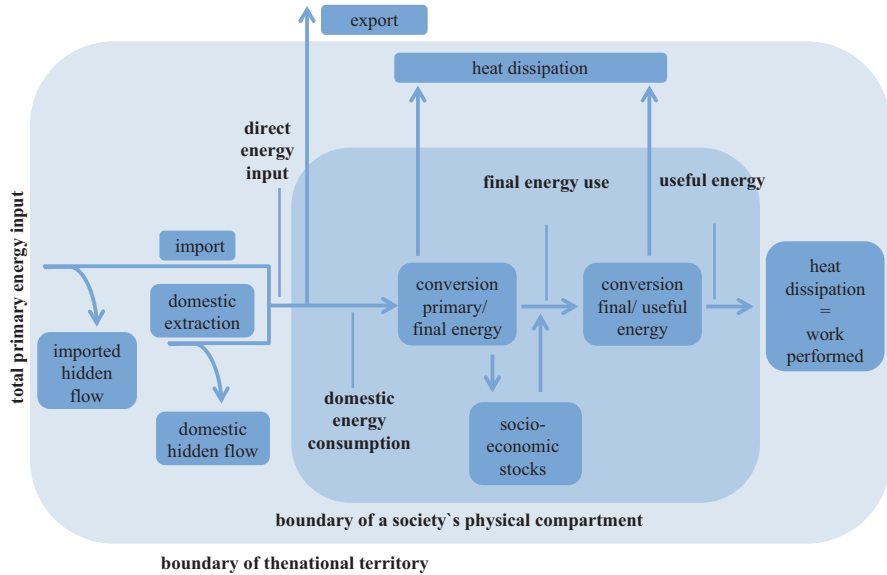 export
heat dissipation
direct
energy
input
final energy use
useful energy
total primary energy input
import
domestic
extraction
conversion
primary/
final energy
conversion
final/ useful
energy
heat
dissipation
=
work
performed
imported
hidden
flow
domestic
hidden flow
domestic
energy
consumption
socio-
economic
stocks
boundary of a society`s physical compartment
boundary of thenational territory